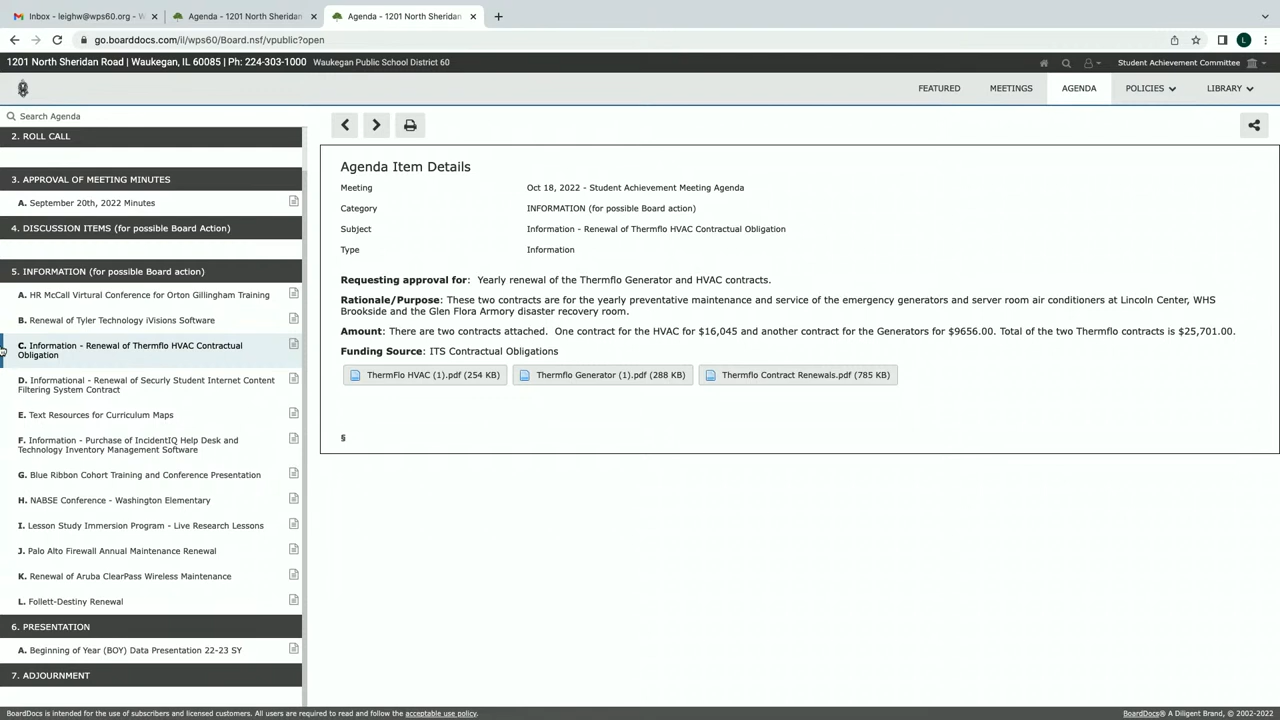 Inbox - leighw@wps60.org - W
Agenda - 1201 North Sheridan
Agenda - 1201 North Sheridan
go.boarddocs.com/il/wps60/Board.nsf/vpublic?open
L
1201 North Sheridan Road | Waukegan, IL 60085 | Ph: 224-303-1000 Waukegan Public School District 60
Student Achievement Committee
FEATURED MEETINGS AGENDA POLICIES LIBRARY
Search Agenda
2. ROLL CALL
3. APPROVAL OF MEETING MINUTES
A. September 20th, 2022 Minutes
4. DISCUSSION ITEMS (for possible Board Action)
5. INFORMATION (for possible Board action)
A. HR McCall Virtural Conference for Orton Gillingham Training
B. Renewal of Tyler Technology iVisions Software
C. Information - Renewal of Thermflo HVAC Contractual
Obligation
D. Informational - Renewal of Securly Student Internet Content
Filtering System Contract
E. Text Resources for Curriculum Maps
F. Information - Purchase of IncidentIQ Help Desk and
Technology Inventory Management Software
G. Blue Ribbon Cohort Training and Conference Presentation
H. NABSE Conference - Washington Elementary
I. Lesson Study Immersion Program - Live Research Lessons
J. Palo Alto Firewall Annual Maintenance Renewal
K. Renewal of Aruba ClearPass Wireless Maintenance
L. Follett-Destiny Renewal
6. PRESENTATION
A. Beginning of Year (BOY) Data Presentation 22-23 SY
7. ADJOURNMENT
Agenda Item Details
Meeting Oct 18, 2022 - Student Achievement Meeting Agenda
Category INFORMATION (for possible Board action)
Subject Information - Renewal of Thermflo HVAC Contractual Obligation
Type Information
Requesting approval for: Yearly renewal of the Thermflo Generator and HVAC contracts.
Rationale/Purpose: These two contracts are for the yearly preventative maintenance and service of the emergency generators and server room air conditioners at Lincoln Center, WHS
Brookside and the Glen Flora Armory disaster recovery room.
Amount: There are two contracts attached. One contract for the HVAC for $16,045 and another contract for the Generators for $9656.00. Total of the two Thermflo contracts is $25,701.00.
Funding Source: ITS Contractual Obligations
ThermFlo HVAC (1).pdf (254 KB) Thermflo Generator (1).pdf (288 KB) Thermflo Contract Renewals.pdf (785 KB)
§
BoardDocs is intended for the use of subscribers and licensed customers. All users are required to read and follow the acceptable use policy.
BoardDocs® A Diligent Brand, © 2002-2022